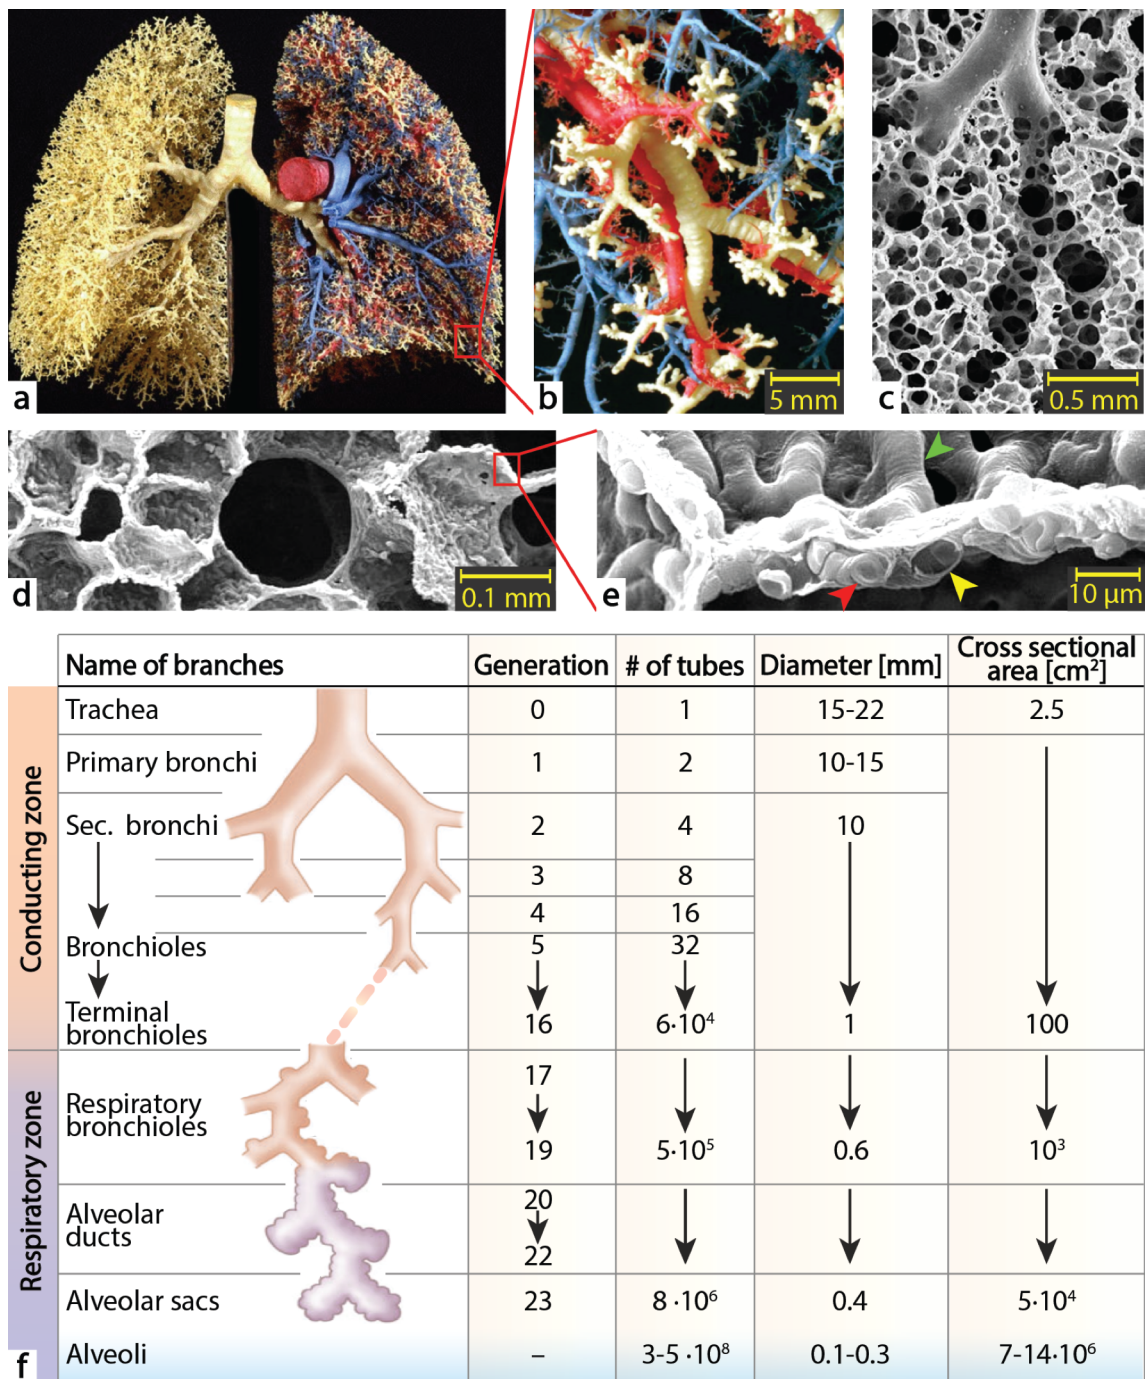 a
b
5 mm
c
0.5 mm
d
0.1 mm
e
10 µm
Name of branches Generation # of tubes Diameter [mm] Cross sectional area [cm²]
Conducting zone
Trachea 0 1 15-22 2.5
Primary bronchi 1 2 10-15
Sec. bronchi 2 4 10
3 8
4 16
Bronchioles 5 32
Terminal
bronchioles 16 6·10⁴ 1 100
Respiratory zone
17
Respiratory
bronchioles 19 5·10⁵ 0.6 10³
20
Alveolar
ducts
22
Alveolar sacs 23 8·10⁶ 0.4 5·10⁴
Alveoli – 3-5·10⁸ 0.1-0.3 7-14·10⁶
f